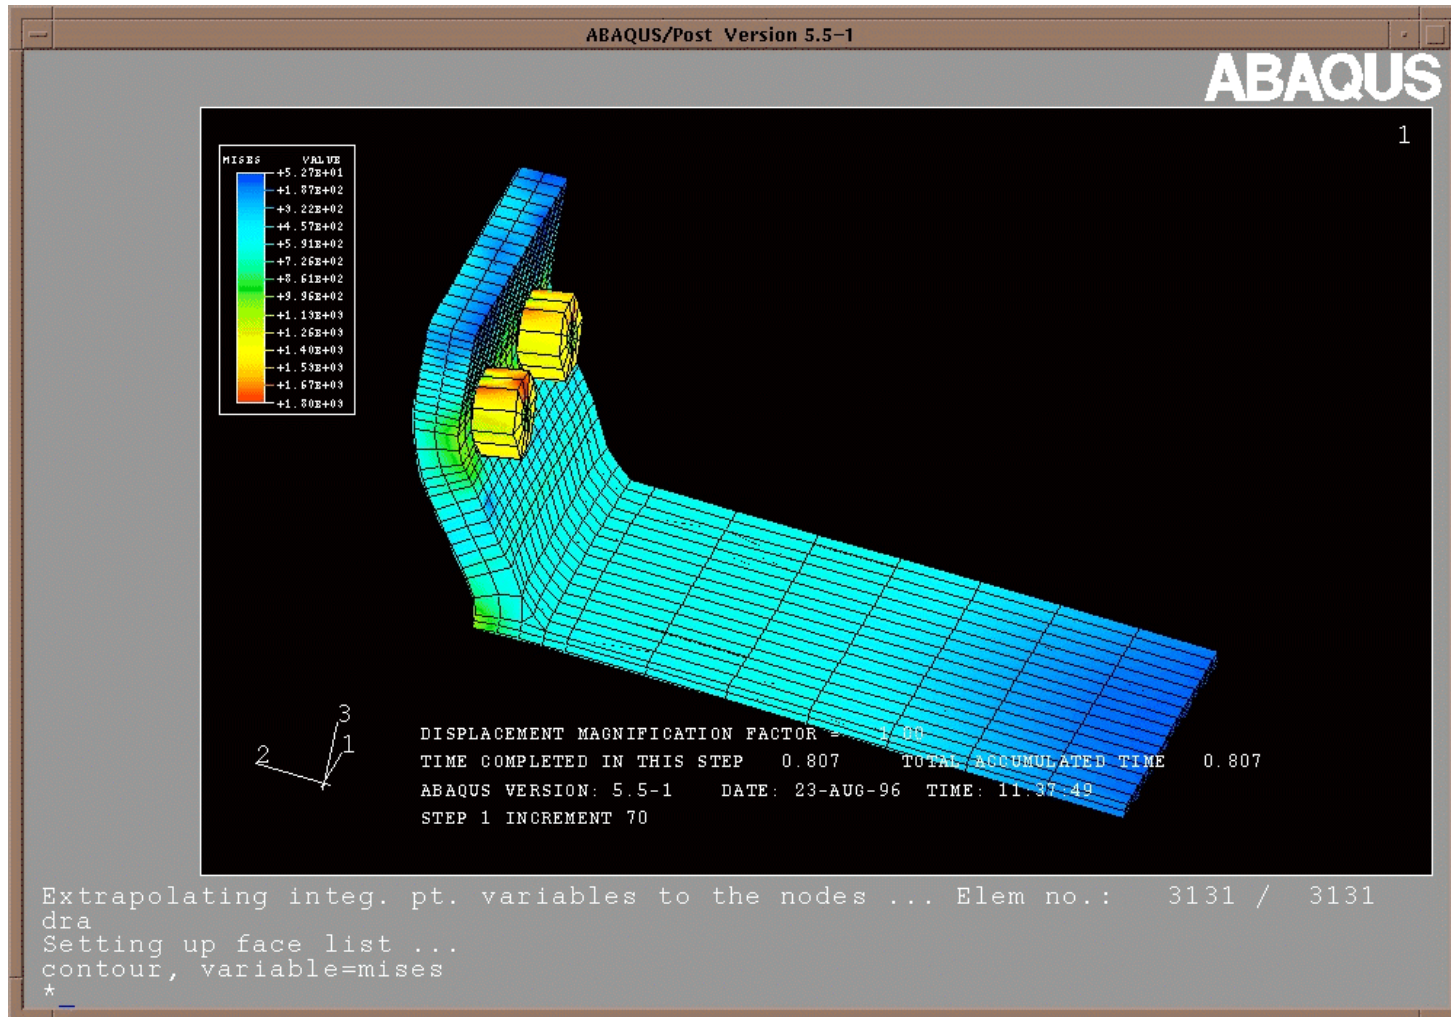 ABAQUS/Post Version 5.5-1
ABAQUS
1
MISES VALUE
+5.27E+01
+1.87E+02
+3.22E+02
+4.57E+02
+5.91E+02
+7.26E+02
+8.61E+02
+9.96E+02
+1.13E+03
+1.26E+03
+1.40E+03
+1.53E+03
+1.67E+03
+1.80E+03
3
2 1
DISPLACEMENT MAGNIFICATION FACTOR = 1.00
TIME COMPLETED IN THIS STEP 0.807 TOTAL ACCUMULATED TIME 0.807
ABAQUS VERSION: 5.5-1 DATE: 23-AUG-96 TIME: 11:37:49
STEP 1 INCREMENT 70
Extrapolating integ. pt. variables to the nodes ... Elem no.: 3131 / 3131
dra
Setting up face list ...
contour, variable=mises
*_